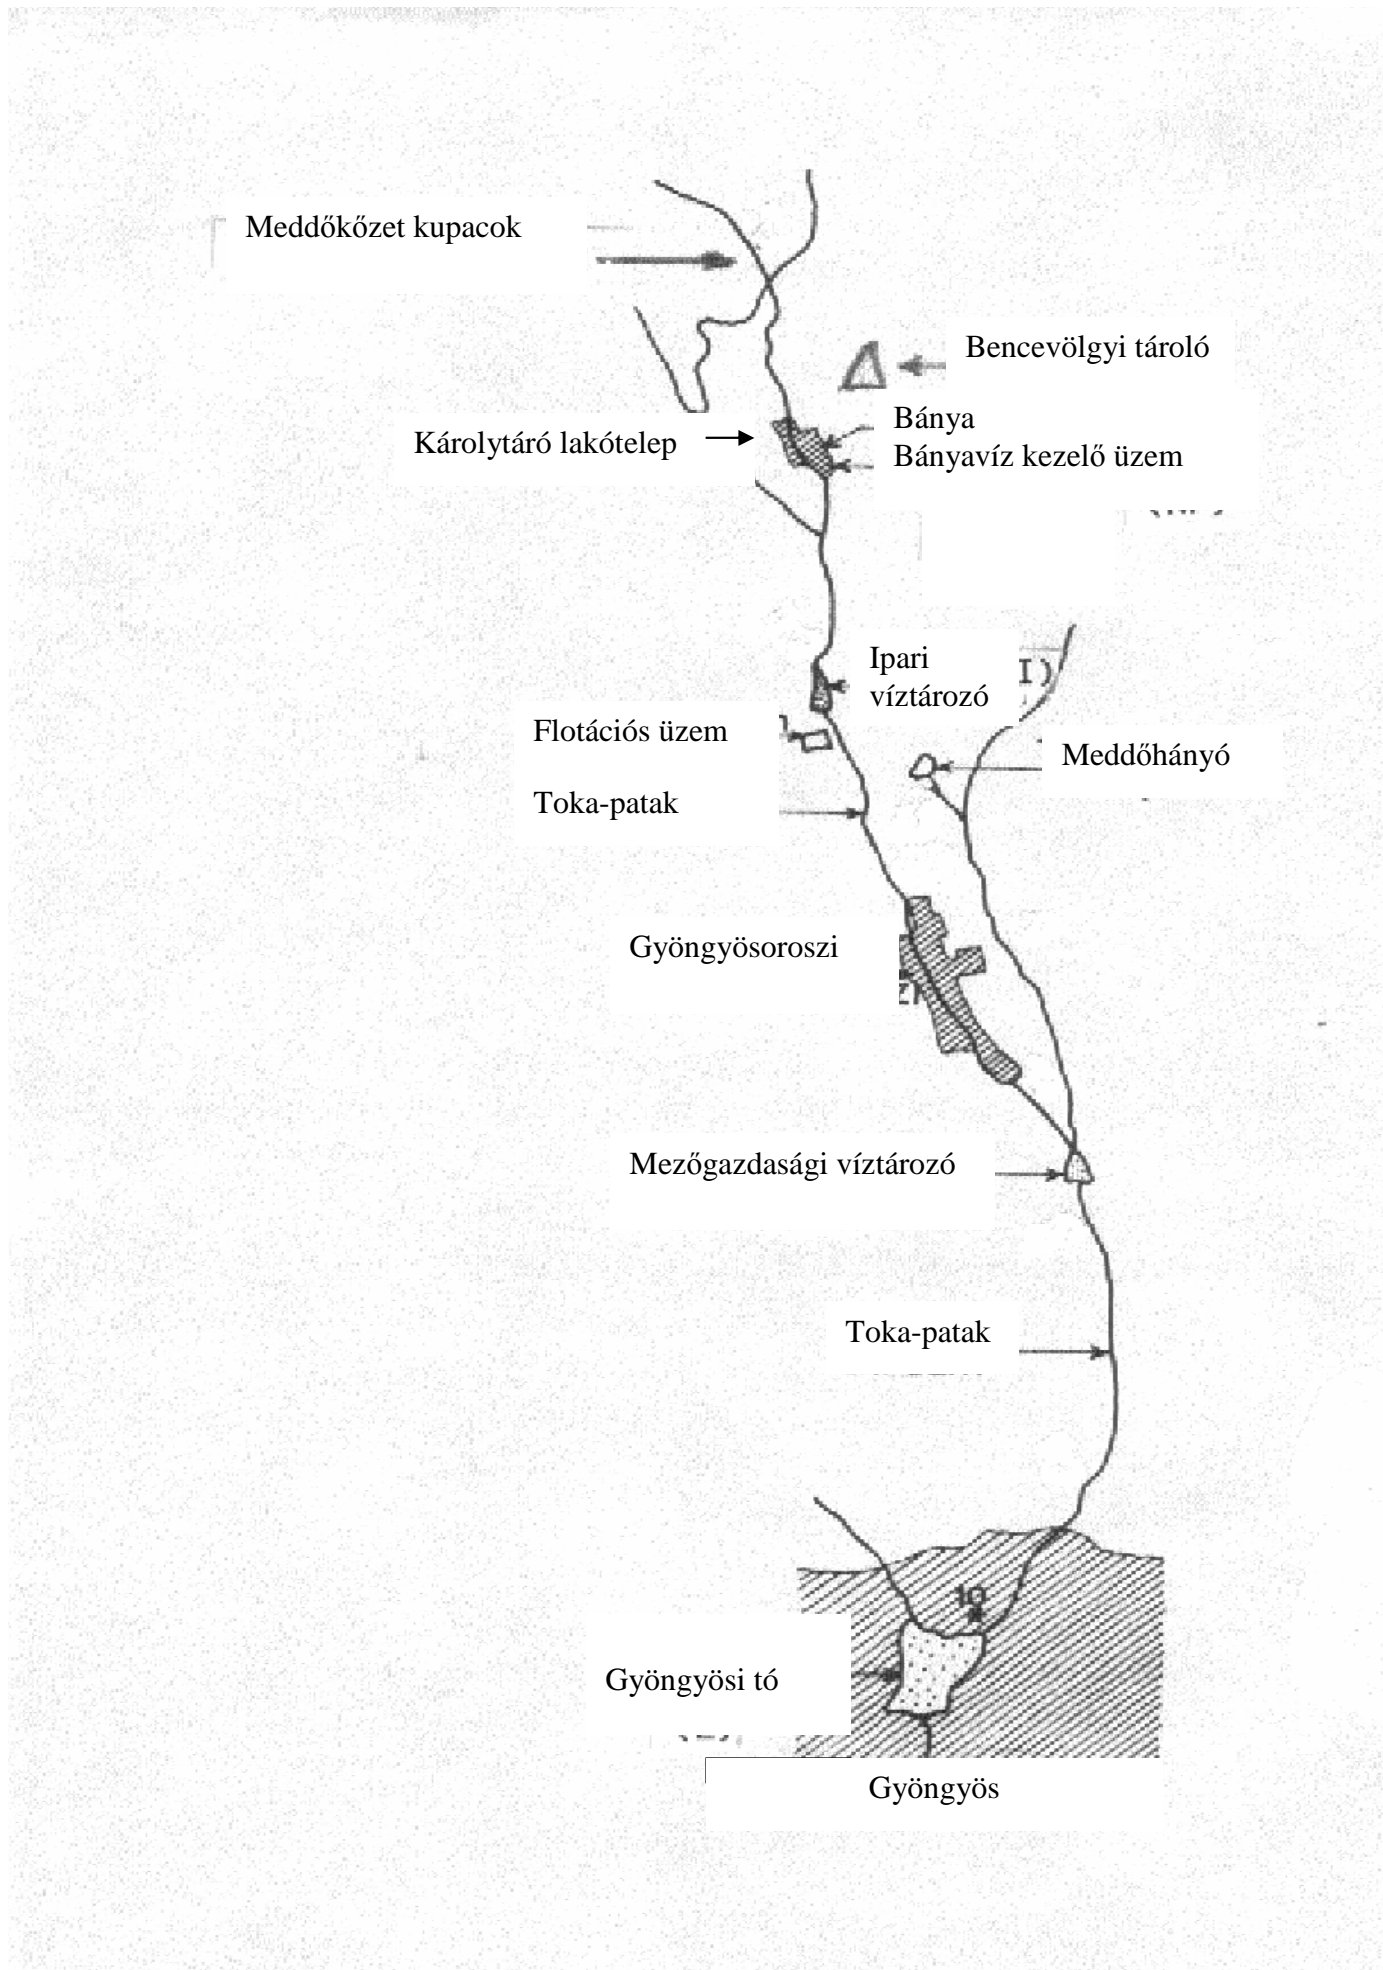 Meddőkőzet kupacok
Bencevölgyi tároló
Bánya
Károlytáró lakótelep
Bányavíz kezelő üzem
Ipari
víztározó
I)
Flotációs üzem
Meddőhányó
Toka-patak
Gyöngyösoroszi
Mezőgazdasági víztározó
Toka-patak
10
Gyöngyösi tó
Gyöngyös